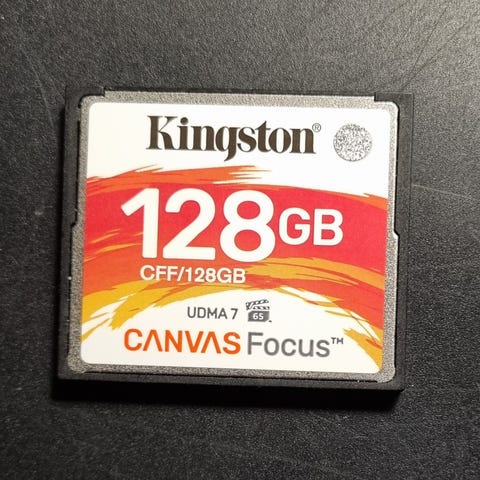 Kingston®
128GB
CFF/128GB
UDMA 7 65
CANVAS Focus™